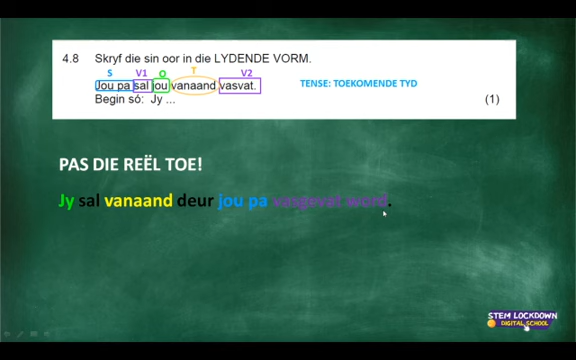 4.8 Skryf die sin oor in die LYDENDE VORM.
S V1 O T V2
Jou pa sal jou vanaand vasvat.
TENSE: TOEKOMENDE TYD
Begin só: Jy ... (1)
PAS DIE REËL TOE!
Jy sal vanaand deur jou pa vasgevat word.
STEM LOCKDOWN
DIGITAL SCHOOL